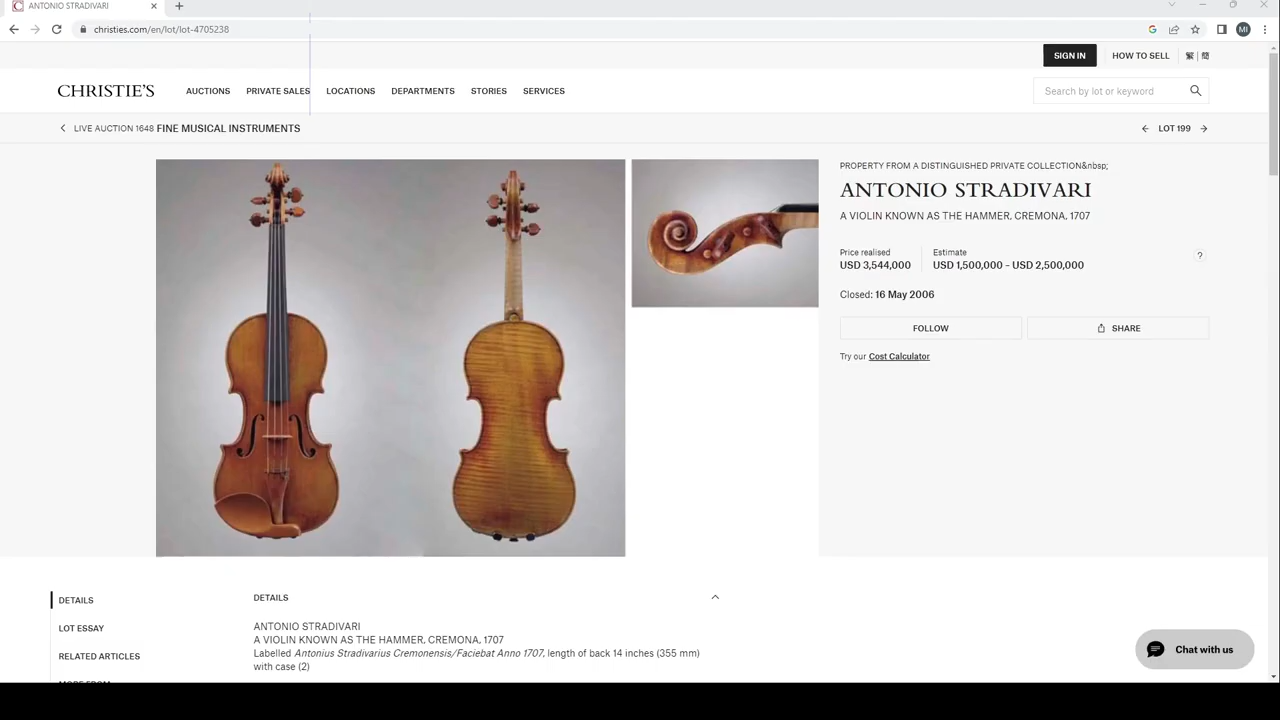 ANTONIO STRADIVARI
christies.com/en/lot/lot-4705238
MI
SIGN IN
HOW TO SELL
繁 | 簡
CHRISTIE'S
AUCTIONS
PRIVATE SALES
LOCATIONS
DEPARTMENTS
STORIES
SERVICES
Search by lot or keyword
LIVE AUCTION 1648 FINE MUSICAL INSTRUMENTS
LOT 199
PROPERTY FROM A DISTINGUISHED PRIVATE COLLECTION&nbsp;
ANTONIO STRADIVARI
A VIOLIN KNOWN AS THE HAMMER, CREMONA, 1707
Price realised
USD 3,544,000
Estimate
USD 1,500,000 – USD 2,500,000
?
Closed: 16 May 2006
FOLLOW
SHARE
Try our Cost Calculator
DETAILS
LOT ESSAY
RELATED ARTICLES
MORE FROM
DETAILS
ANTONIO STRADIVARI
A VIOLIN KNOWN AS THE HAMMER, CREMONA, 1707
Labelled Antonius Stradivarius Cremonensis/Faciebat Anno 1707, length of back 14 inches (355 mm)
with case (2)
Chat with us